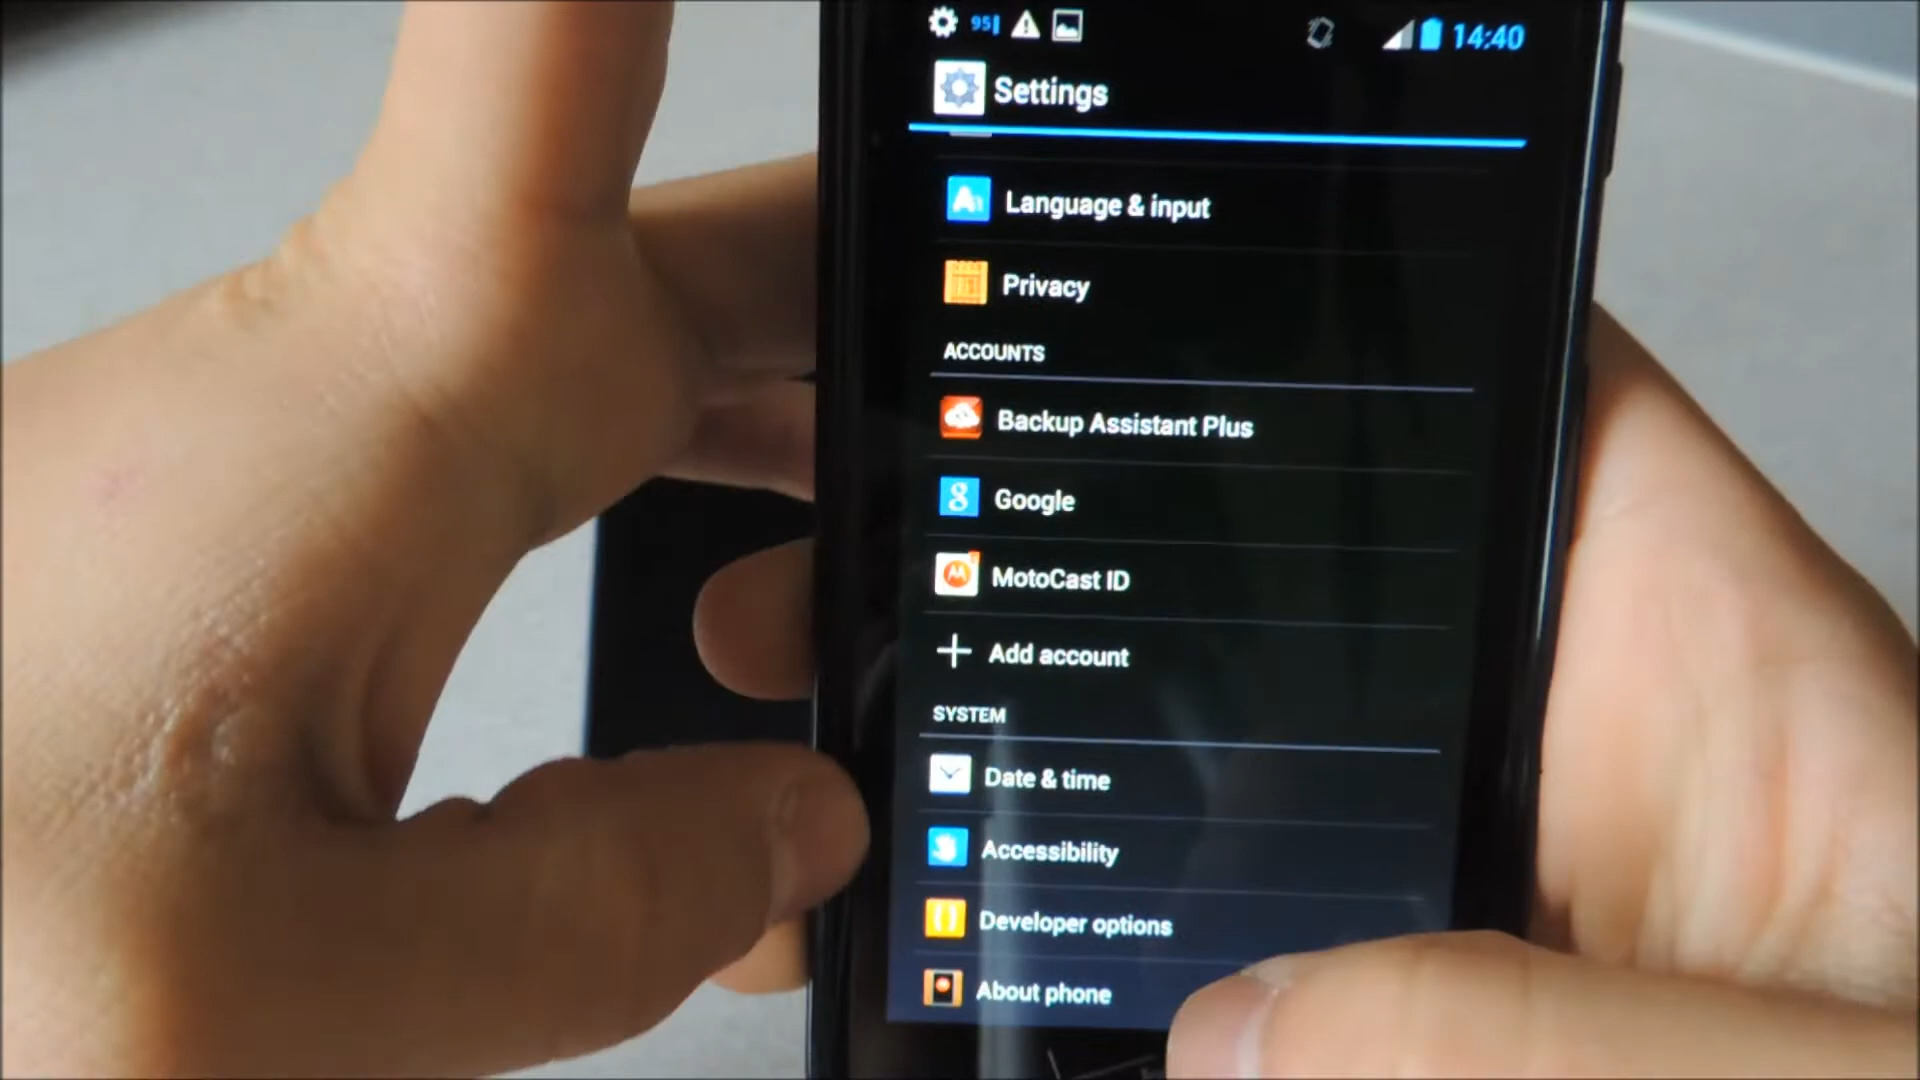 95 14:40
Settings
Language & input
Privacy
ACCOUNTS
Backup Assistant Plus
Google
MotoCast ID
Add account
SYSTEM
Date & time
Accessibility
Developer options
About phone